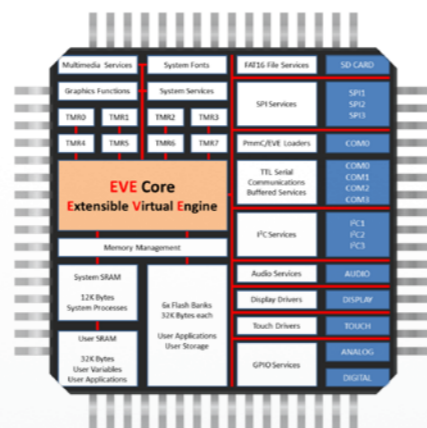 Multimedia Services
System Fonts
FAT16 File Services
SD CARD
Graphics Functions
System Services
SPI Services
SPI1
SPI2
SPI3
TMR0
TMR1
TMR2
TMR3
TMR4
TMR5
TMR6
TMR7
PmmC/EVE Loaders
COM0
EVE Core
Extensible Virtual Engine
TTL Serial
Communications
Buffered Services
COM0
COM1
COM2
COM3
I²C Services
I²C1
I²C2
I²C3
Memory Management
System SRAM
12K Bytes
System Processes
6x Flash Banks
32K Bytes each
User Applications
User Storage
Audio Services
AUDIO
Display Drivers
DISPLAY
Touch Drivers
TOUCH
User SRAM
32K Bytes
User Variables
User Applications
GPIO Services
ANALOG
DIGITAL